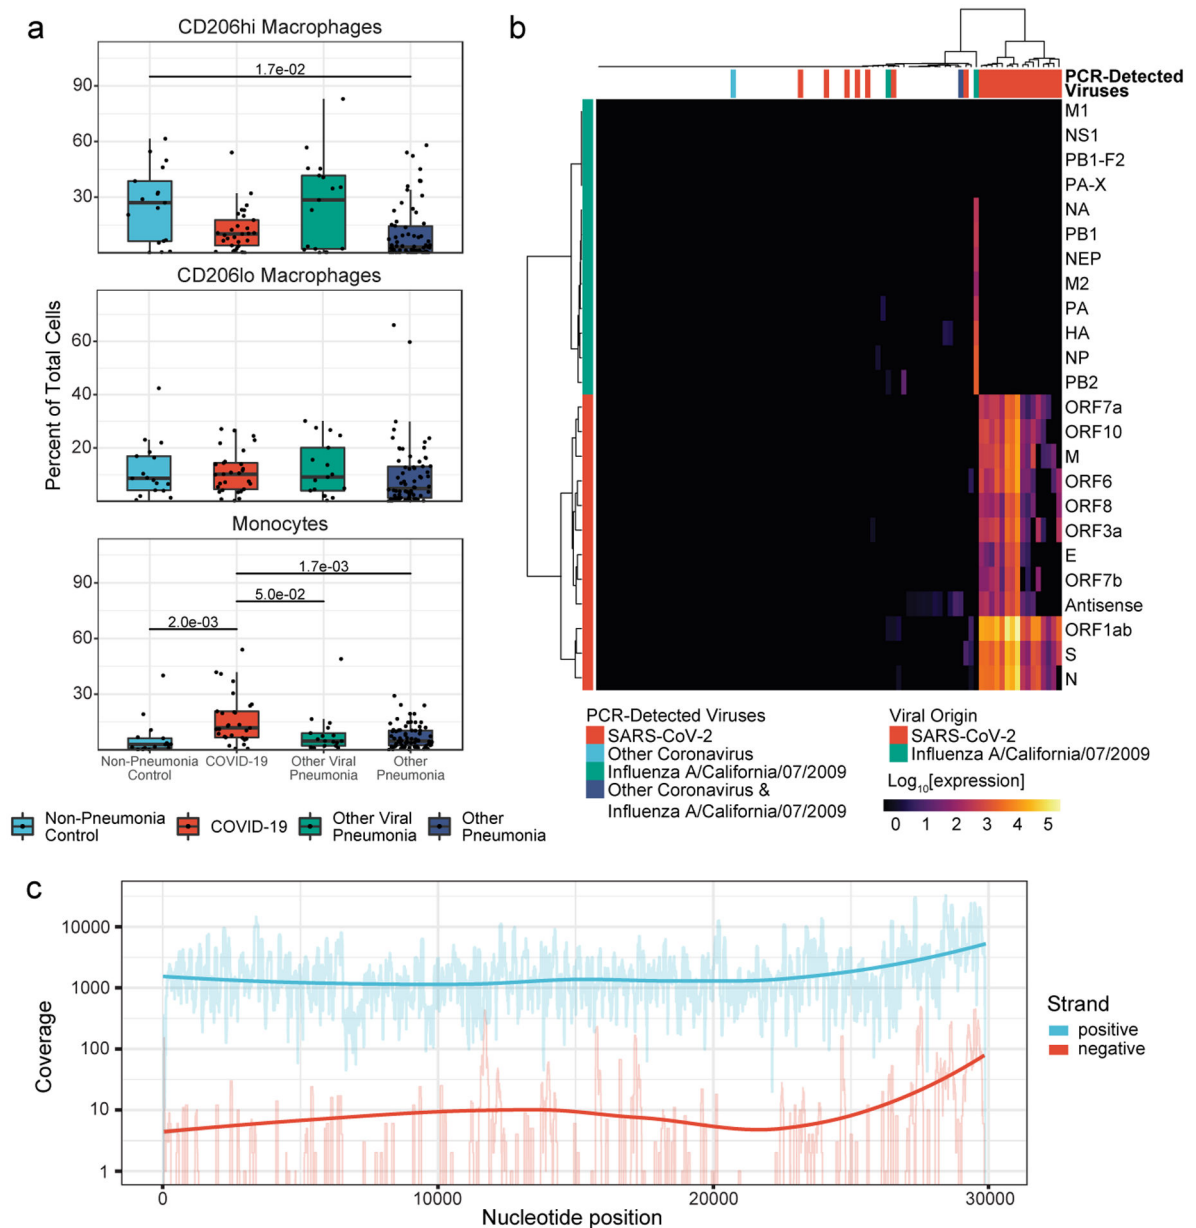 a
CD206hi Macrophages
1.7e-02
90
60
30
CD206lo Macrophages
60
40
20
Percent of Total Cells
Monocytes
1.7e-03
5.0e-02
2.0e-03
90
60
30
Non-Pneumonia
Control
COVID-19
Other Viral
Pneumonia
Other
Pneumonia
Non-Pneumonia
Control
COVID-19
Other Viral
Pneumonia
Other
Pneumonia
b
PCR-Detected
Viruses
M1
NS1
PB1-F2
PA-X
NA
PB1
NEP
M2
PA
HA
NP
PB2
ORF7a
ORF10
M
ORF6
ORF8
ORF3a
E
ORF7b
Antisense
ORF1ab
S
N
PCR-Detected Viruses
SARS-CoV-2
Other Coronavirus
Influenza A/California/07/2009
Other Coronavirus &
Influenza A/California/07/2009
Viral Origin
SARS-CoV-2
Influenza A/California/07/2009
Log10[expression]
0 1 2 3 4 5
c
Coverage
10000
1000
100
10
1
0 10000 20000 30000
Nucleotide position
Strand
positive
negative